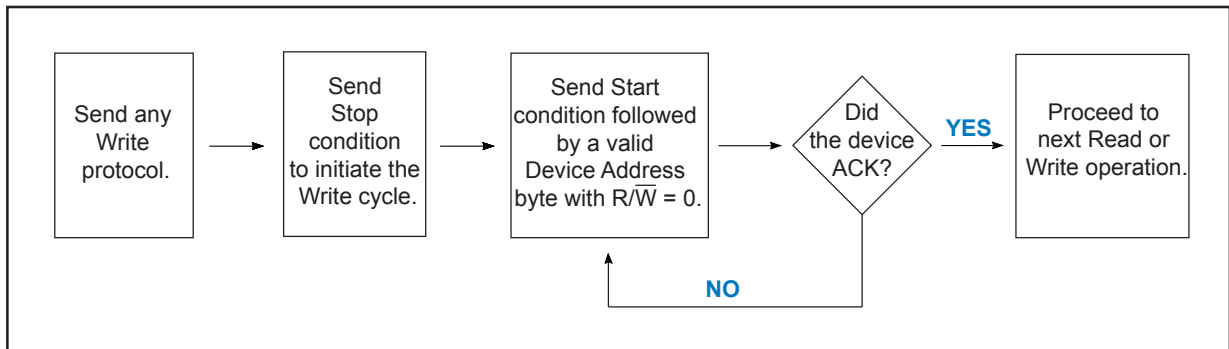 Send any
Write
protocol.
Send
Stop
condition
to initiate the
Write cycle.
Send Start
condition followed
by a valid
Device Address
byte with R/W̅ = 0.
Did
the device
ACK?
YES
Proceed to
next Read or
Write operation.
NO